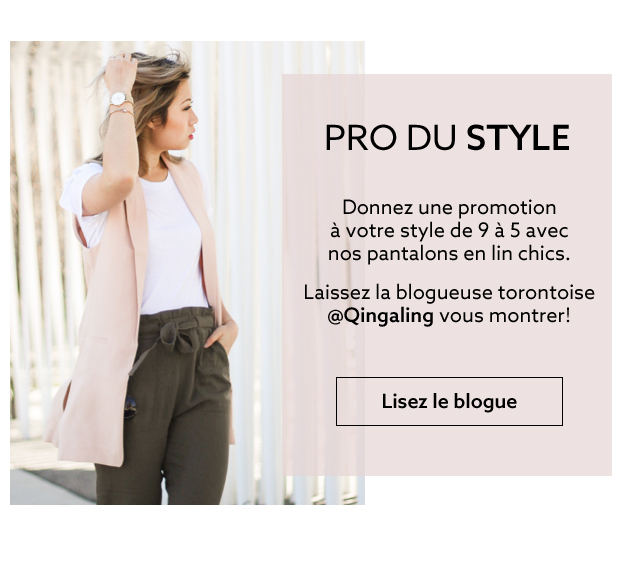 PRO DU STYLE
Donnez une promotion
à votre style de 9 à 5 avec
nos pantalons en lin chics.
Laissez la blogueuse torontoise
@Qingaling vous montrer!
Lisez le blogue